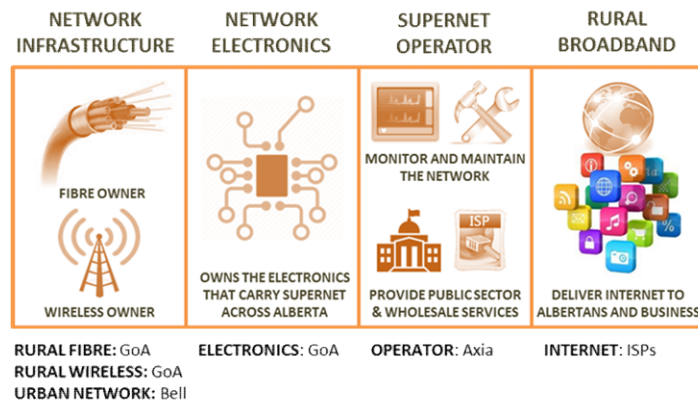 NETWORK INFRASTRUCTURE
NETWORK ELECTRONICS
SUPERNET OPERATOR
RURAL BROADBAND
FIBRE OWNER
WIRELESS OWNER
OWNS THE ELECTRONICS
THAT CARRY SUPERNET
ACROSS ALBERTA
MONITOR AND MAINTAIN
THE NETWORK
ISP
PROVIDE PUBLIC SECTOR
& WHOLESALE SERVICES
DELIVER INTERNET TO
ALBERTANS AND BUSINESS
RURAL FIBRE: GoA
RURAL WIRELESS: GoA
URBAN NETWORK: Bell
ELECTRONICS: GoA
OPERATOR: Axia
INTERNET: ISPs